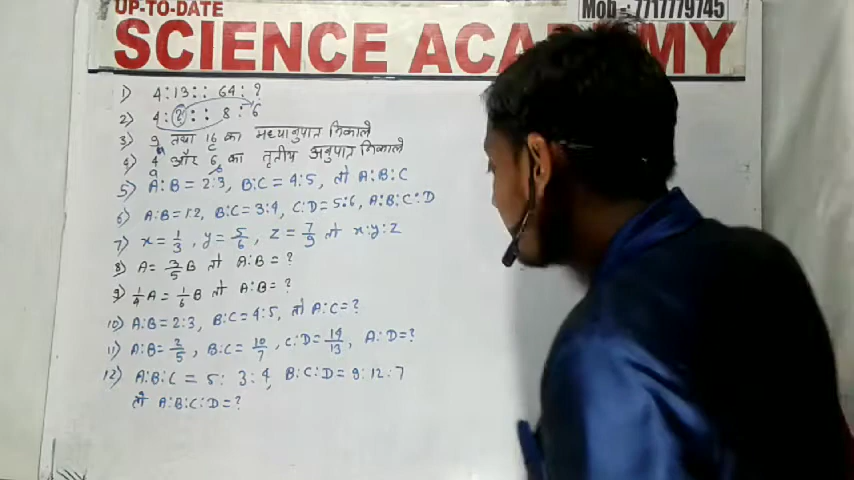 UP-TO-DATE
Mob-:7717779745
SCIENCE ACADEMY
1) 4:13:: 64: ?
2) 4: ? :: 8: 6
3) 9 तथा 16 का मध्यानुपात निकाले
a c
4) 4 और 6 का तृतीय अनुपात निकाले
a b
5) A:B = 2:3, B:C = 4:5, तो A:B:C
6) A:B=1:2, B:C = 3:4, C:D = 5:6, A:B:C:D
7) x = 1/3, y = 5/6, z = 7/9 तो x:y:z
8) A = 3/5 B तो A:B = ?
9) 1/4 A = 1/6 B तो A:B = ?
10) A:B = 2:3, B:C = 4:5, तो A:C = ?
11) A:B = 2/5, B:C = 10/7, C:D = 14/13, A:D = ?
12) A:B:C = 5: 3:4, B:C:D = 9:12:7
तो A:B:C:D = ?